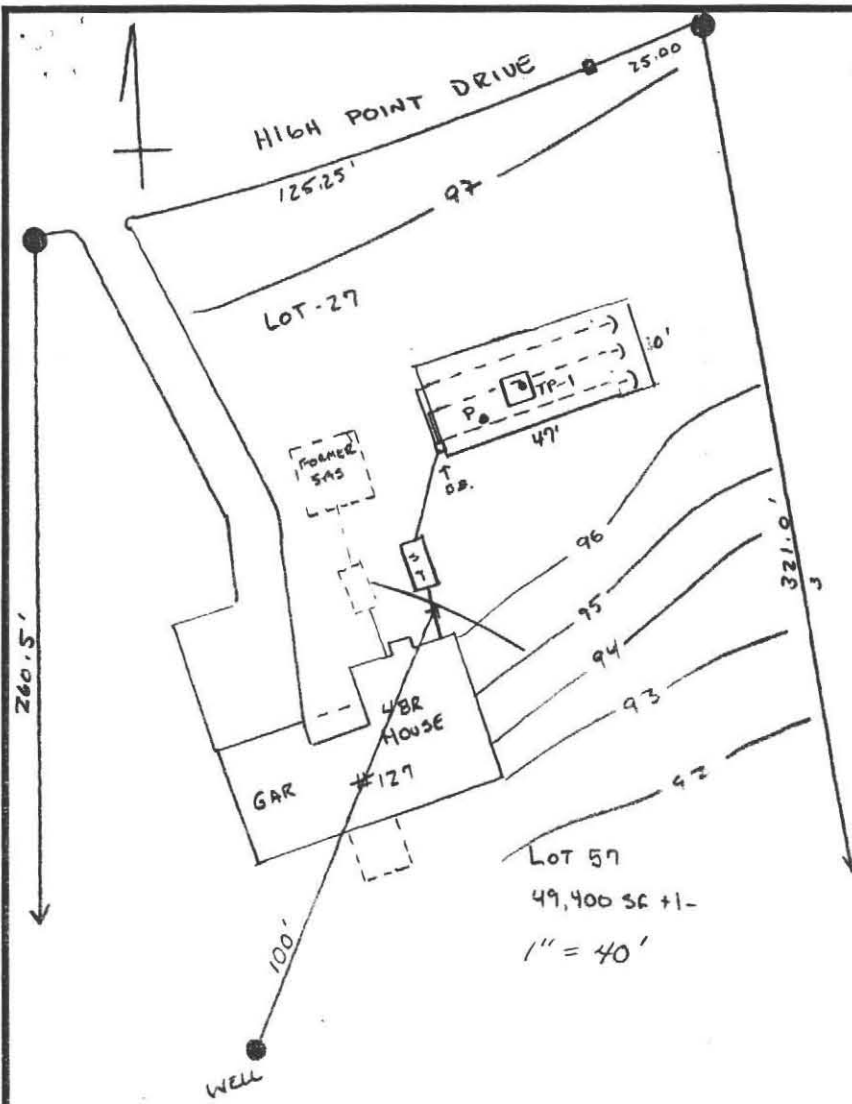 HIGH POINT DRIVE
25.00
125.25'
97
LOT-27
TP-1
P
47'
FORMER
SAS
D.B.
S
T
96
95
94
93
92
321.0'
260.5'
4BR
HOUSE
#127
GAR
LOT 57
49,400 SF +/-
1" = 40'
100'
WELL